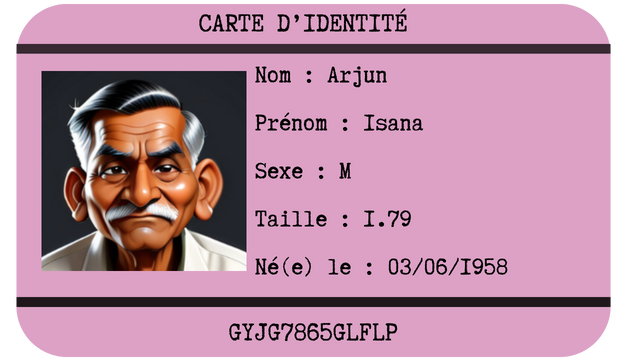 CARTE D'IDENTITÉ
Nom : Arjun
Prénom : Isana
Sexe : M
Taille : I.79
Né(e) le : 03/06/I958
GYJG7865GLFLP